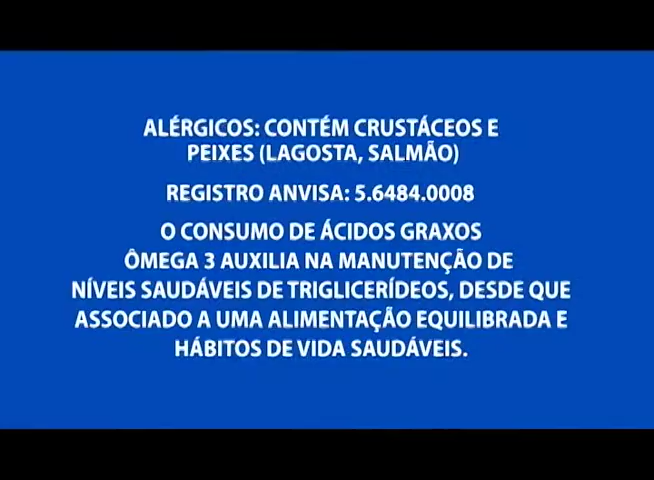 ALÉRGICOS: CONTÉM CRUSTÁCEOS E
PEIXES (LAGOSTA, SALMÃO)
REGISTRO ANVISA: 5.6484.0008
O CONSUMO DE ÁCIDOS GRAXOS
ÔMEGA 3 AUXILIA NA MANUTENÇÃO DE
NÍVEIS SAUDÁVEIS DE TRIGLICERÍDEOS, DESDE QUE
ASSOCIADO A UMA ALIMENTAÇÃO EQUILIBRADA E
HÁBITOS DE VIDA SAUDÁVEIS.